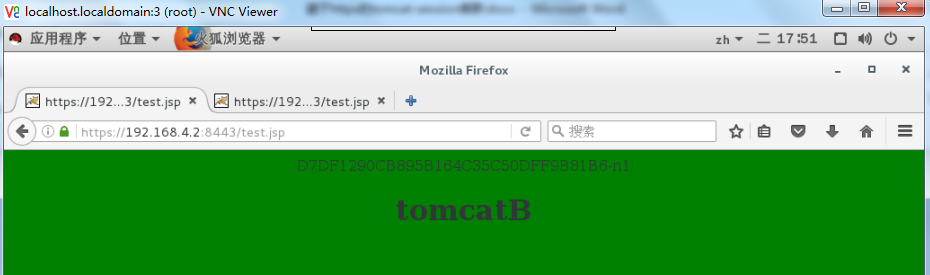 localhost.localdomain:3 (root) - VNC Viewer
应用程序 位置 火狐浏览器 zh 二 17:51
Mozilla Firefox
https://192...3/test.jsp https://192...3/test.jsp
https://192.168.4.2:8443/test.jsp 搜索
D7DF1290CB895B164C35C50DFF9B81B6-n1
tomcatB